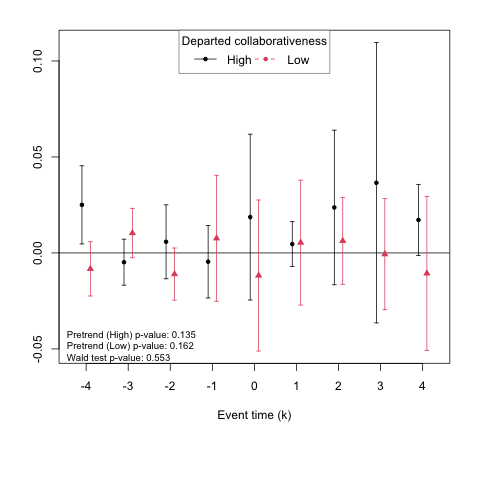 Departed collaborativeness
High Low
0.10
0.05
0.00
-0.05
Pretrend (High) p-value: 0.135
Pretrend (Low) p-value: 0.162
Wald test p-value: 0.553
-4 -3 -2 -1 0 1 2 3 4
Event time (k)